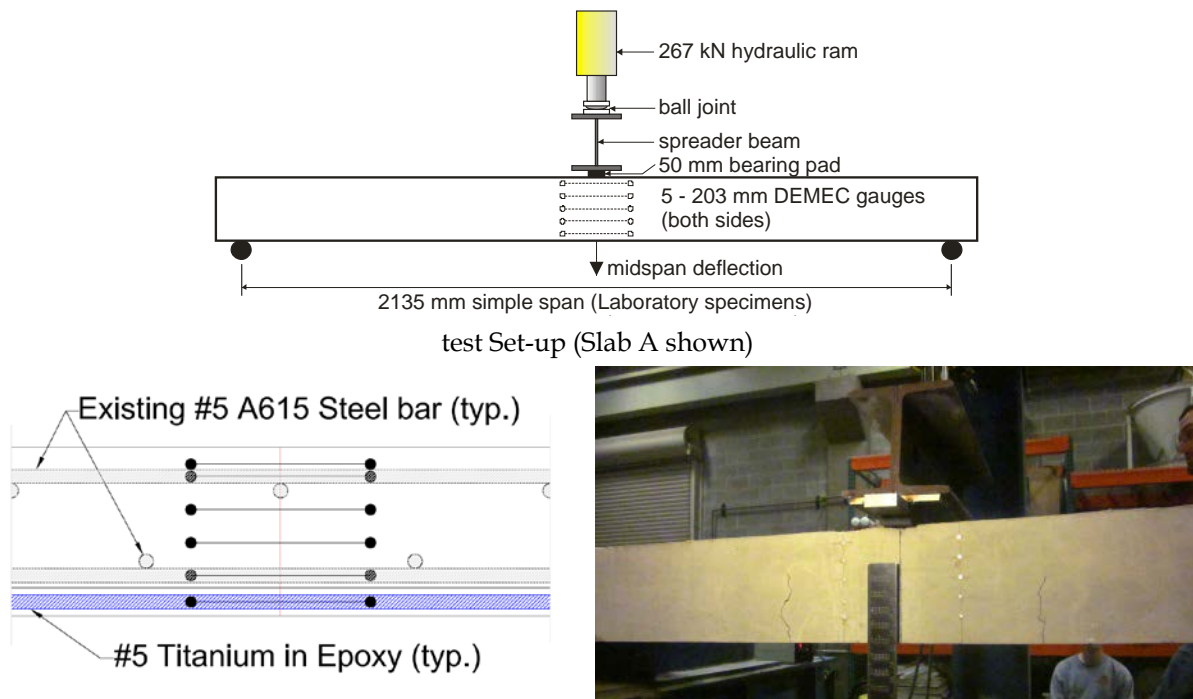 267 kN hydraulic ram
ball joint
spreader beam
50 mm bearing pad
5 - 203 mm DEMEC gauges
(both sides)
midspan deflection
2135 mm simple span (Laboratory specimens)
test Set-up (Slab A shown)
Existing #5 A615 Steel bar (typ.)
#5 Titanium in Epoxy (typ.)